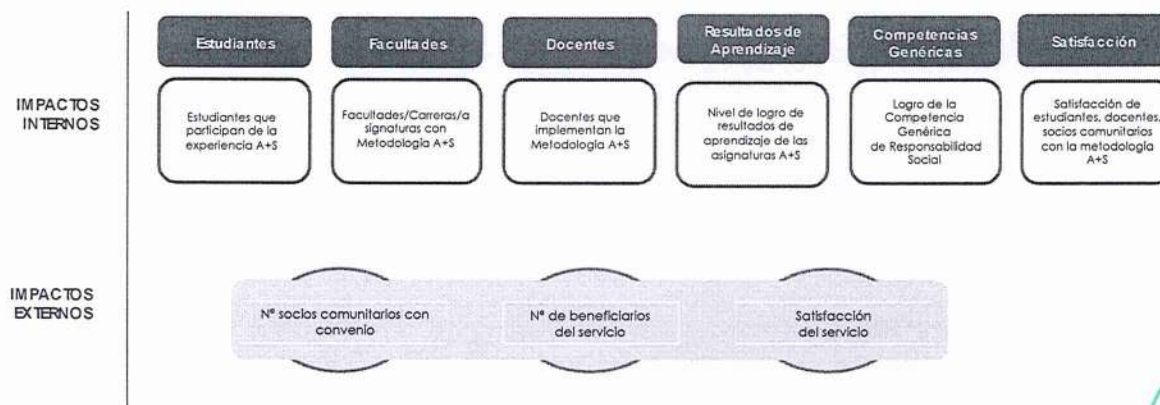 Estudiantes
Facultades
Docentes
Resultados de
Aprendizaje
Competencias
Genéricas
Satisfacción
IMPACTOS
INTERNOS
Estudiantes que
participan de la
experiencia A+S
Facultades/Carreras/a
signaturas con
Metodología A+S
Docentes que
implementan la
Metodología A+S
Nivel de logro de
resultados de
aprendizaje de las
asignaturas A+S
Logro de la
Competencia
Genérica
de Responsabilidad
Social
Satisfacción de
estudiantes, docentes,
socios comunitarios
con la metodología
A+S
IMPACTOS
EXTERNOS
Nº socios comunitarios con
convenio
Nº de beneficiarios
del servicio
Satisfacción
del servicio